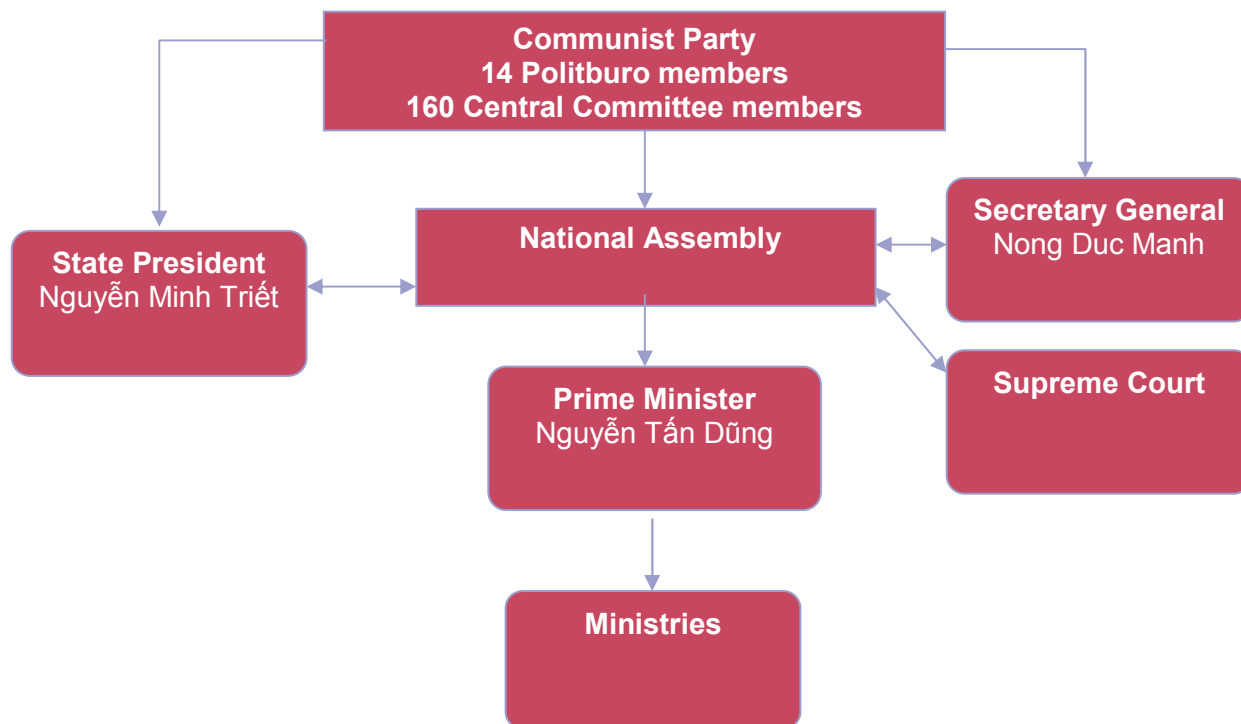 Communist Party
14 Politburo members
160 Central Committee members
State President
Nguyễn Minh Triết
National Assembly
Secretary General
Nong Duc Manh
Prime Minister
Nguyễn Tấn Dũng
Supreme Court
Ministries